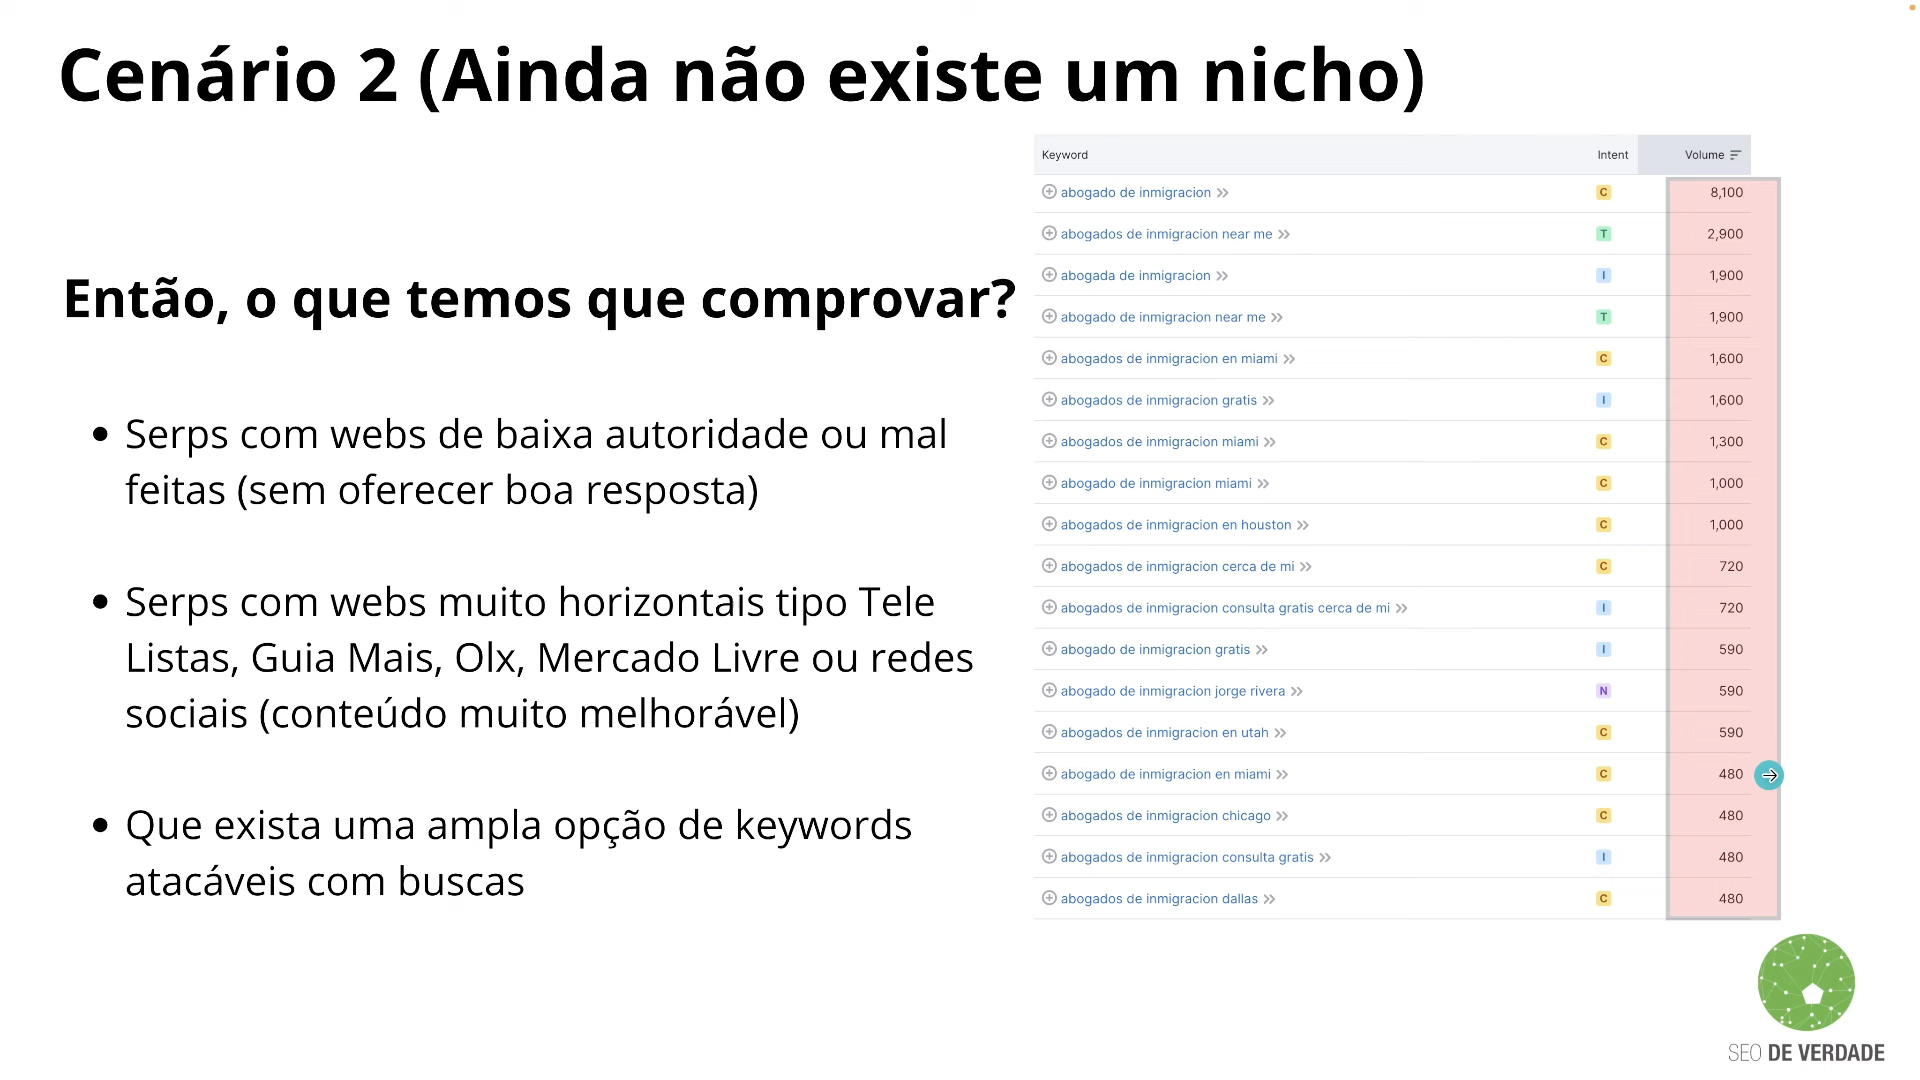 Cenário 2 (Ainda não existe um nicho)
Então, o que temos que comprovar?
• Serps com webs de baixa autoridade ou mal
feitas (sem oferecer boa resposta)
• Serps com webs muito horizontais tipo Tele
Listas, Guia Mais, Olx, Mercado Livre ou redes
sociais (conteúdo muito melhorável)
• Que exista uma ampla opção de keywords
atacáveis com buscas
Keyword Intent Volume
abogado de inmigracion C 8,100
abogados de inmigracion near me T 2,900
abogada de inmigracion I 1,900
abogado de inmigracion near me T 1,900
abogados de inmigracion en miami C 1,600
abogados de inmigracion gratis I 1,600
abogados de inmigracion miami C 1,300
abogado de inmigracion miami C 1,000
abogados de inmigracion en houston C 1,000
abogados de inmigracion cerca de mi C 720
abogados de inmigracion consulta gratis cerca de mi I 720
abogado de inmigracion gratis I 590
abogado de inmigracion jorge rivera N 590
abogados de inmigracion en utah C 590
abogado de inmigracion en miami C 480
abogados de inmigracion chicago C 480
abogados de inmigracion consulta gratis I 480
abogados de inmigracion dallas C 480
SEO DE VERDADE